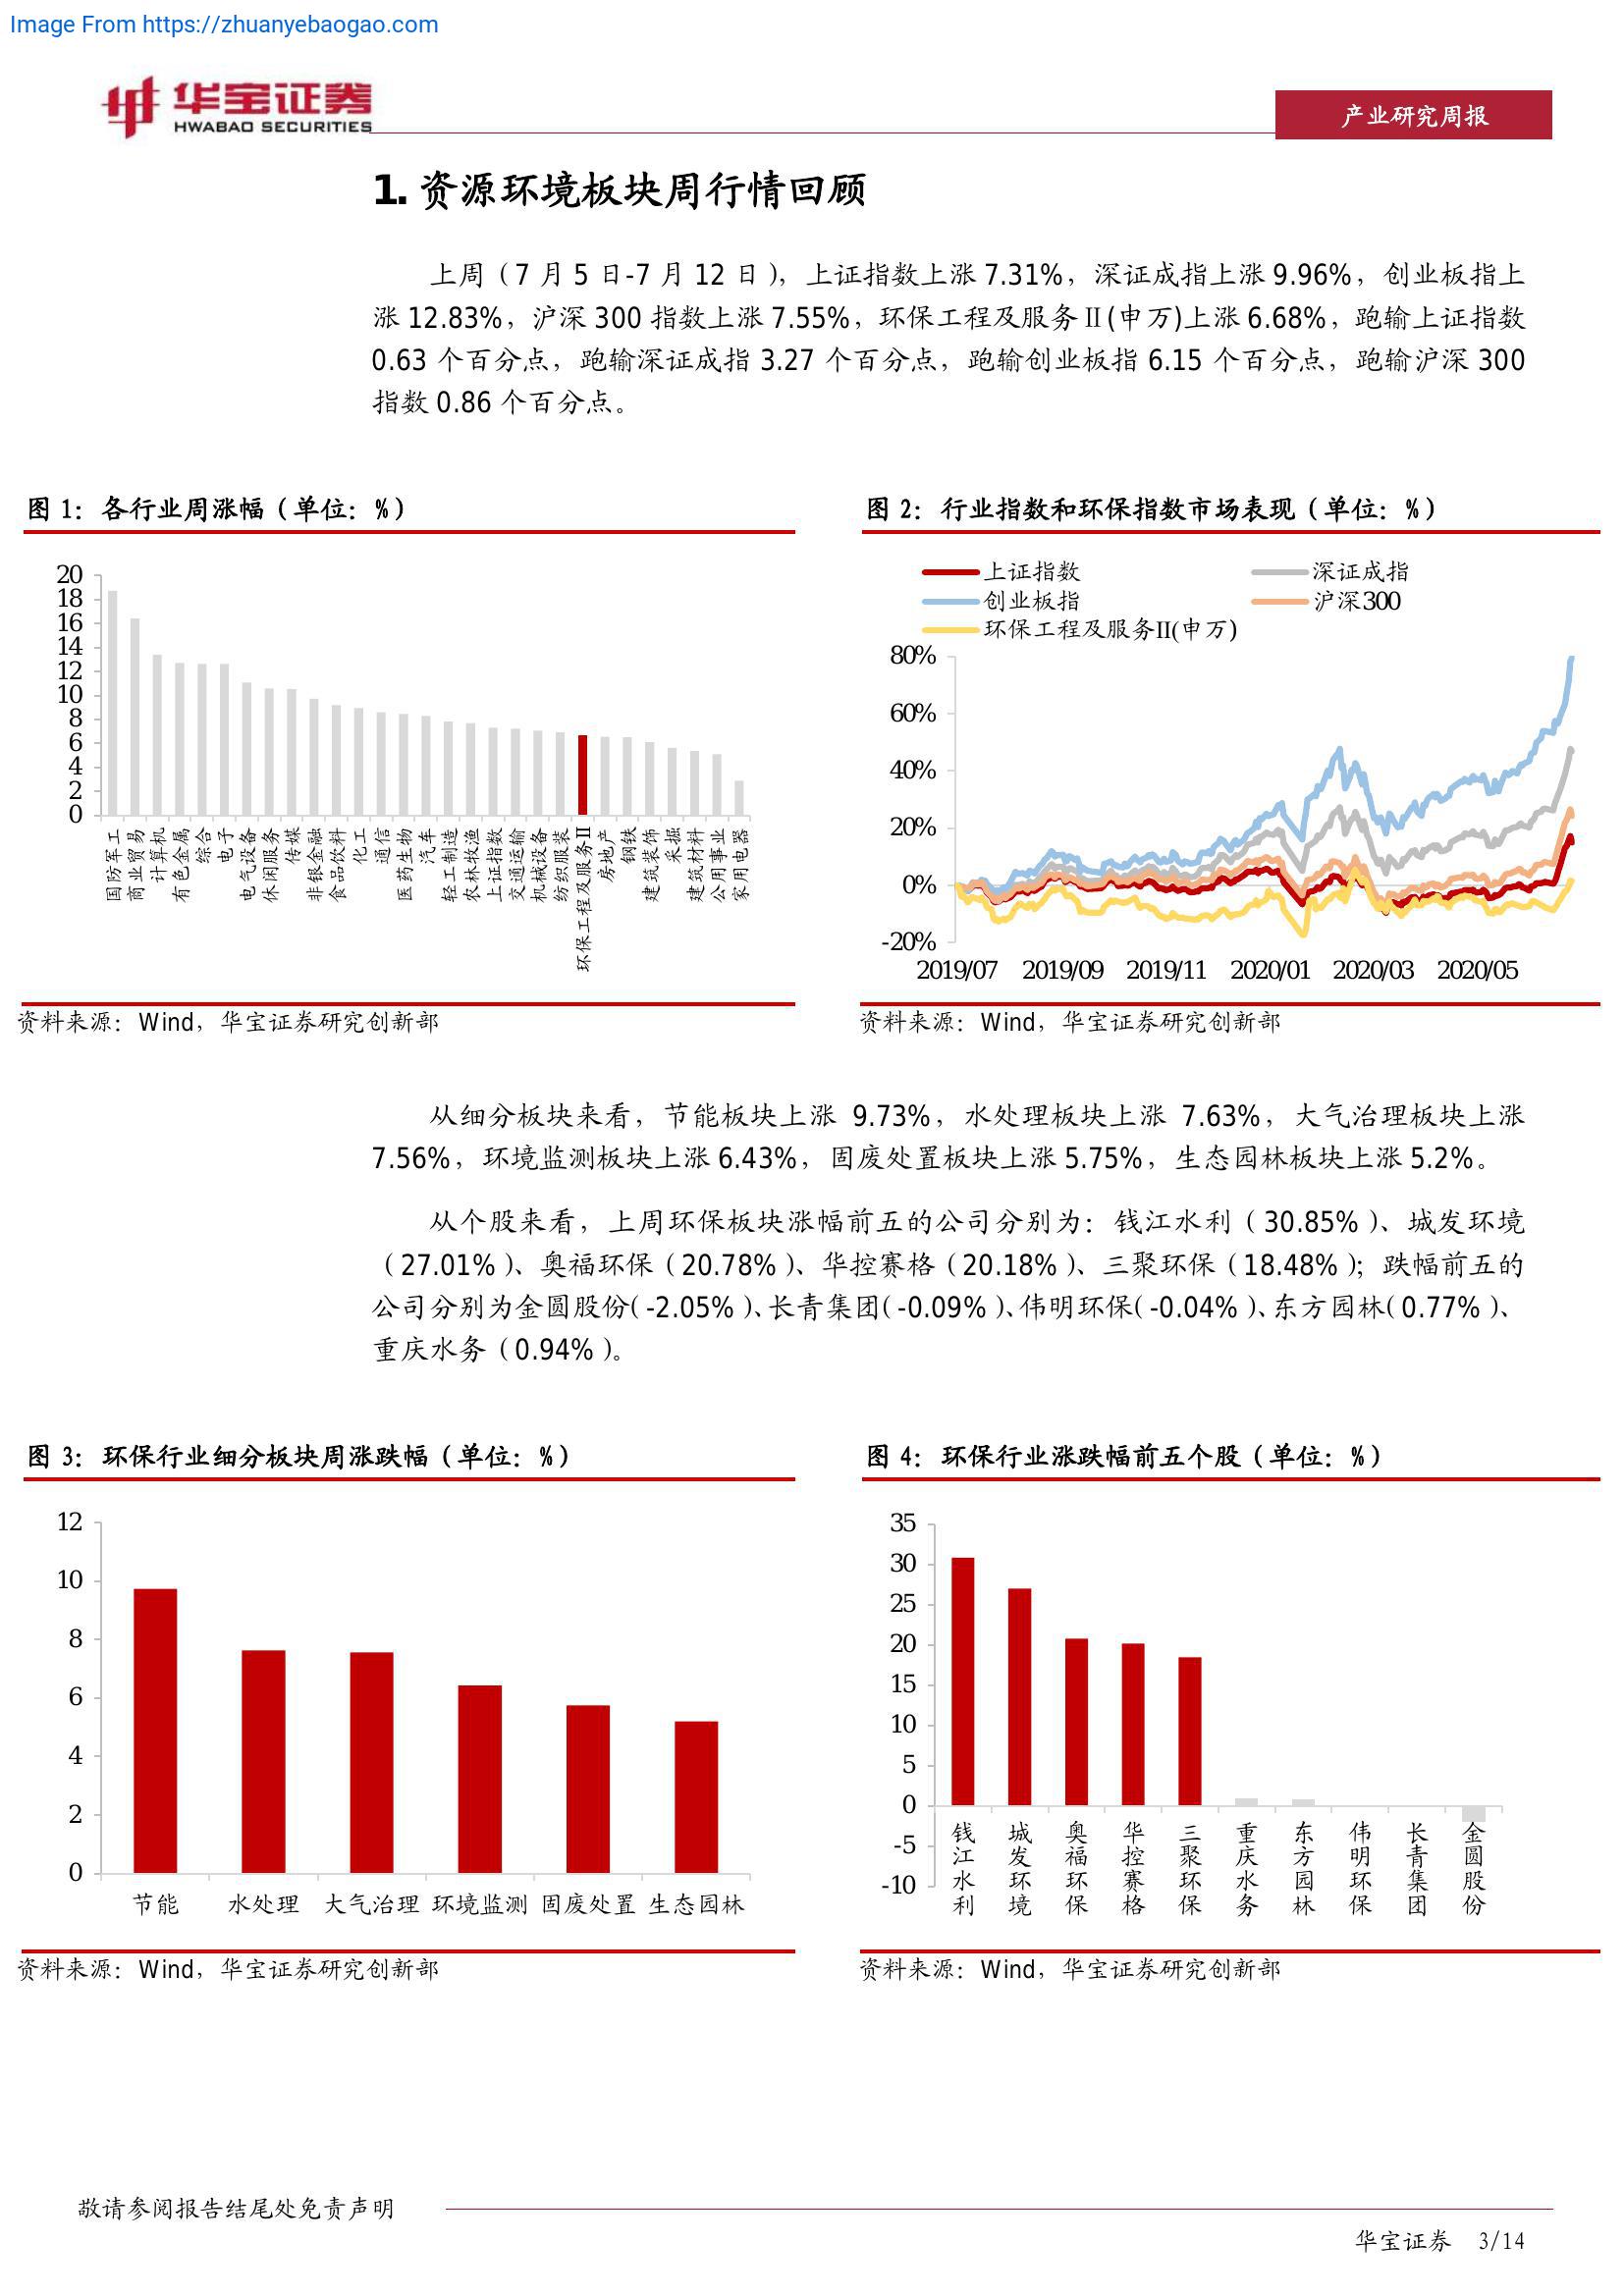 Image From https://zhuanyebaogao.com
华宝证券
HWABAO SECURITIES
产业研究周报
1. 资源环境板块周行情回顾
上周（7 月 5 日-7 月 12 日），上证指数上涨 7.31%，深证成指上涨 9.96%，创业板指上
涨 12.83%，沪深 300 指数上涨 7.55%，环保工程及服务Ⅱ(申万)上涨 6.68%，跑输上证指数
0.63 个百分点，跑输深证成指 3.27 个百分点，跑输创业板指 6.15 个百分点，跑输沪深 300
指数 0.86 个百分点。
图 1：各行业周涨幅（单位：%）
20
18
16
14
12
10
8
6
4
2
0
国防军工
商业贸易
计算机
有色金属
综合
电子
电气设备
休闲服务
传媒
非银金融
食品饮料
化工
通信
医药生物
汽车
轻工制造
农林牧渔
上证指数
交通运输
机械设备
纺织服装
环保工程及服务Ⅱ
房地产
钢铁
建筑装饰
采掘
建筑材料
公用事业
家用电器
资料来源：Wind，华宝证券研究创新部
图 2：行业指数和环保指数市场表现（单位：%）
上证指数
深证成指
创业板指
沪深300
环保工程及服务Ⅱ(申万)
80%
60%
40%
20%
0%
-20%
2019/07 2019/09 2019/11 2020/01 2020/03 2020/05
资料来源：Wind，华宝证券研究创新部
从细分板块来看，节能板块上涨 9.73%，水处理板块上涨 7.63%，大气治理板块上涨
7.56%，环境监测板块上涨 6.43%，固废处置板块上涨 5.75%，生态园林板块上涨 5.2%。
从个股来看，上周环保板块涨幅前五的公司分别为：钱江水利（30.85%）、城发环境
（27.01%）、奥福环保（20.78%）、华控赛格（20.18%）、三聚环保（18.48%）；跌幅前五的
公司分别为金圆股份（-2.05%）、长青集团（-0.09%）、伟明环保（-0.04%）、东方园林（0.77%）、
重庆水务（0.94%）。
图 3：环保行业细分板块周涨跌幅（单位：%）
12
10
8
6
4
2
0
节能 水处理 大气治理 环境监测 固废处置 生态园林
资料来源：Wind，华宝证券研究创新部
图 4：环保行业涨跌幅前五个股（单位：%）
35
30
25
20
15
10
5
0
-5
-10
钱江水利
城发环境
奥福环保
华控赛格
三聚环保
重庆水务
东方园林
伟明环保
长青集团
金圆股份
资料来源：Wind，华宝证券研究创新部
敬请参阅报告结尾处免责声明
华宝证券 3/14